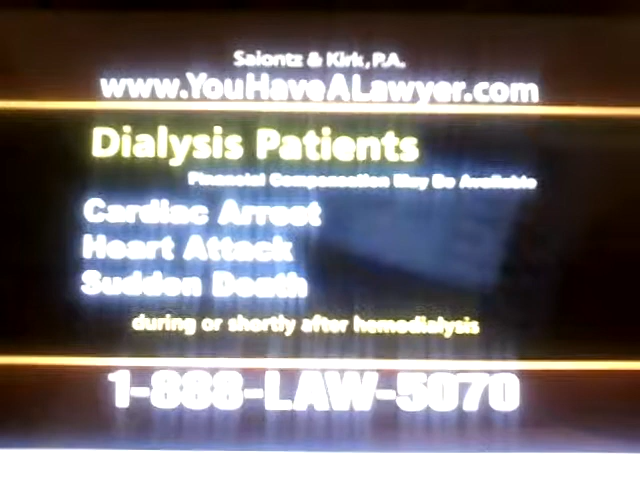 Saiontz & Kirk, P.A.
www.YouHaveALawyer.com
Dialysis Patients
Financial Compensation May Be Available
Cardiac Arrest
Heart Attack
Sudden Death
during or shortly after hemodialysis
1-888-LAW-5070